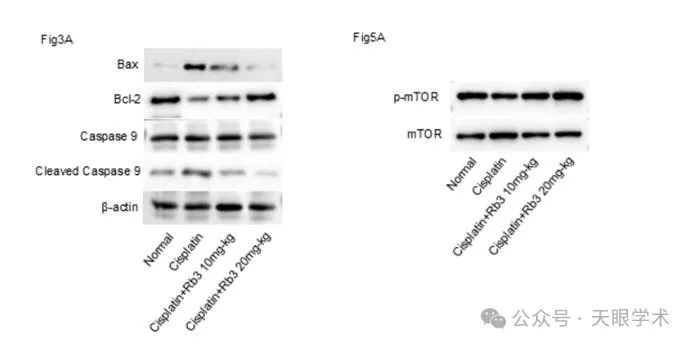 Fig3A
Bax
Bcl-2
Caspase 9
Cleaved Caspase 9
β-actin
Normal
Cisplatin
Cisplatin+Rb3 10mg-kg
Cisplatin+Rb3 20mg-kg
Fig5A
p-mTOR
mTOR
Normal
Cisplatin
Cisplatin+Rb3 10mg-kg
Cisplatin+Rb3 20mg-kg
公众号 · 天眼学术